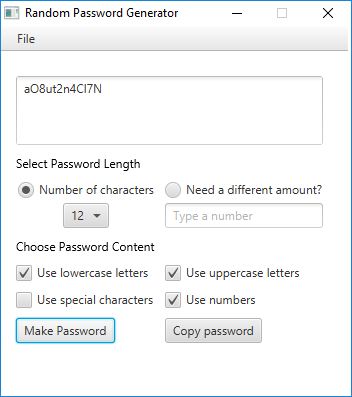 Random Password Generator
File
aO8ut2n4Cl7N
Select Password Length
Number of characters Need a different amount?
12 Type a number
Choose Password Content
Use lowercase letters Use uppercase letters
Use special characters Use numbers
Make Password Copy password